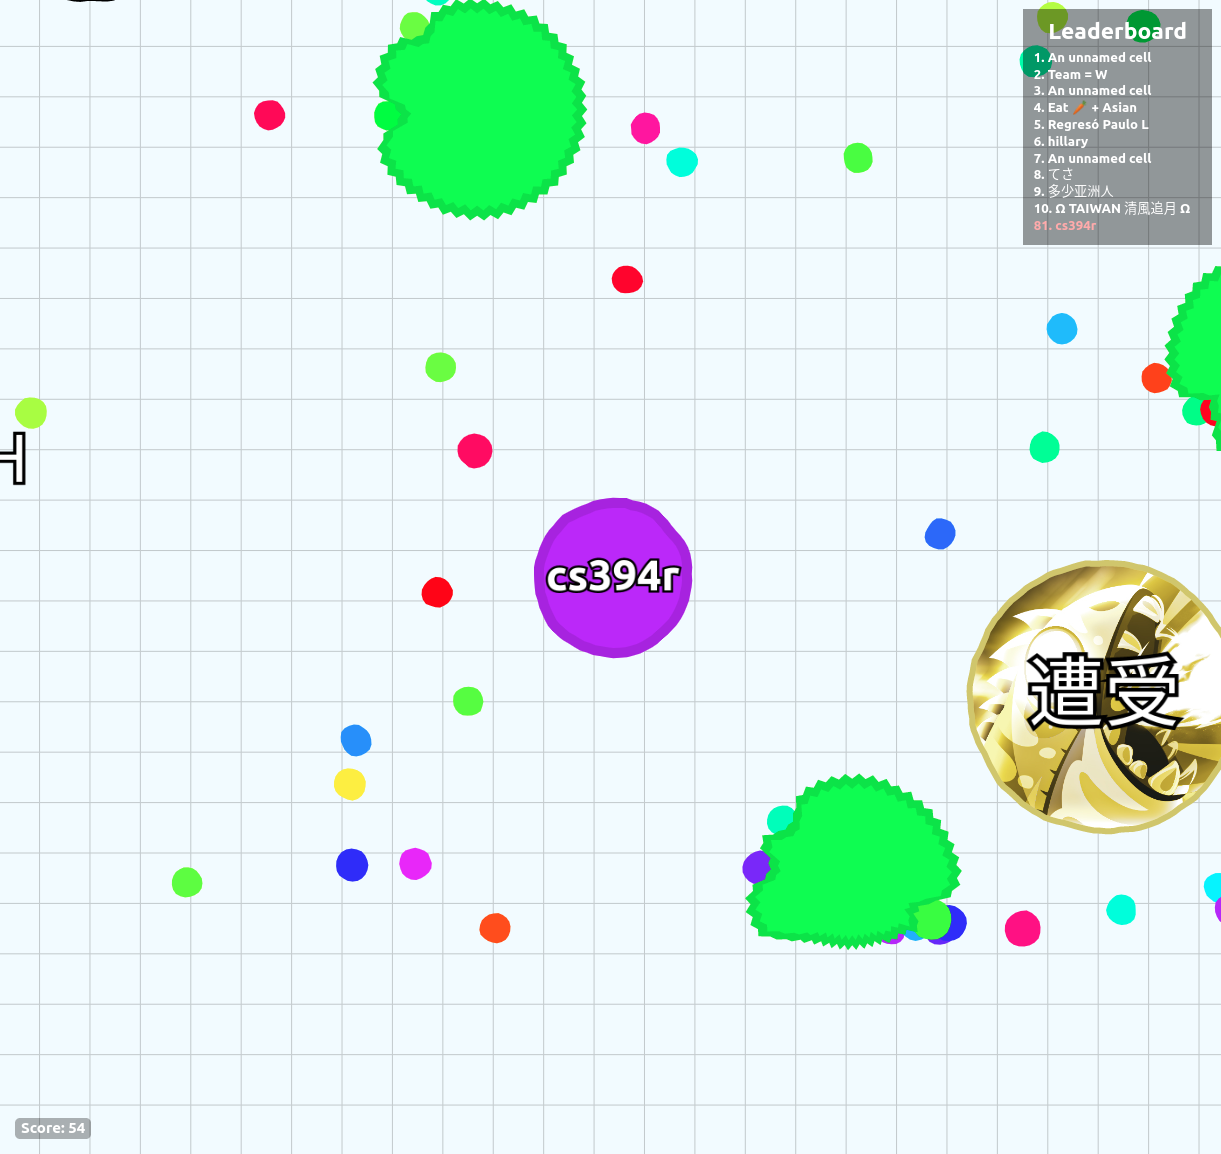 Leaderboard
1. An unnamed cell
2. Team = W
3. An unnamed cell
4. Eat 🥕 + Asian
5. Regresó Paulo L
6. hillary
7. An unnamed cell
8. てさ
9. 多少亚洲人
10. Ω TAIWAN 清風追月 Ω
81. cs394r
cs394r
遭受
Score: 54